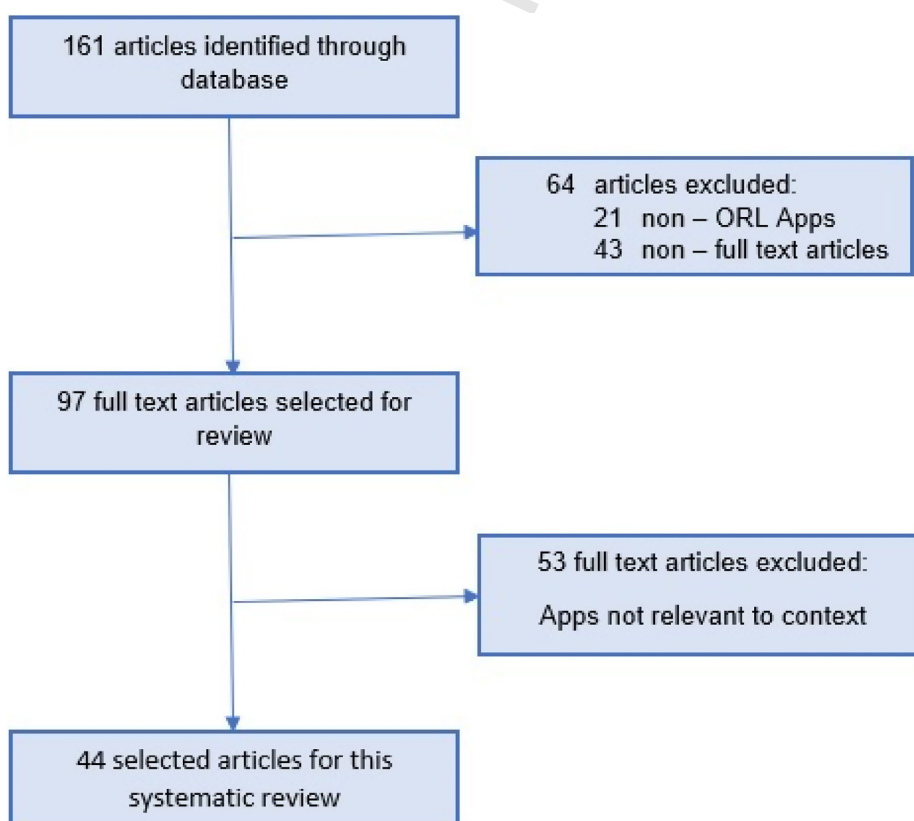 161 articles identified through
database
64 articles excluded:
21 non – ORL Apps
43 non – full text articles
97 full text articles selected for
review
53 full text articles excluded:
Apps not relevant to context
44 selected articles for this
systematic review